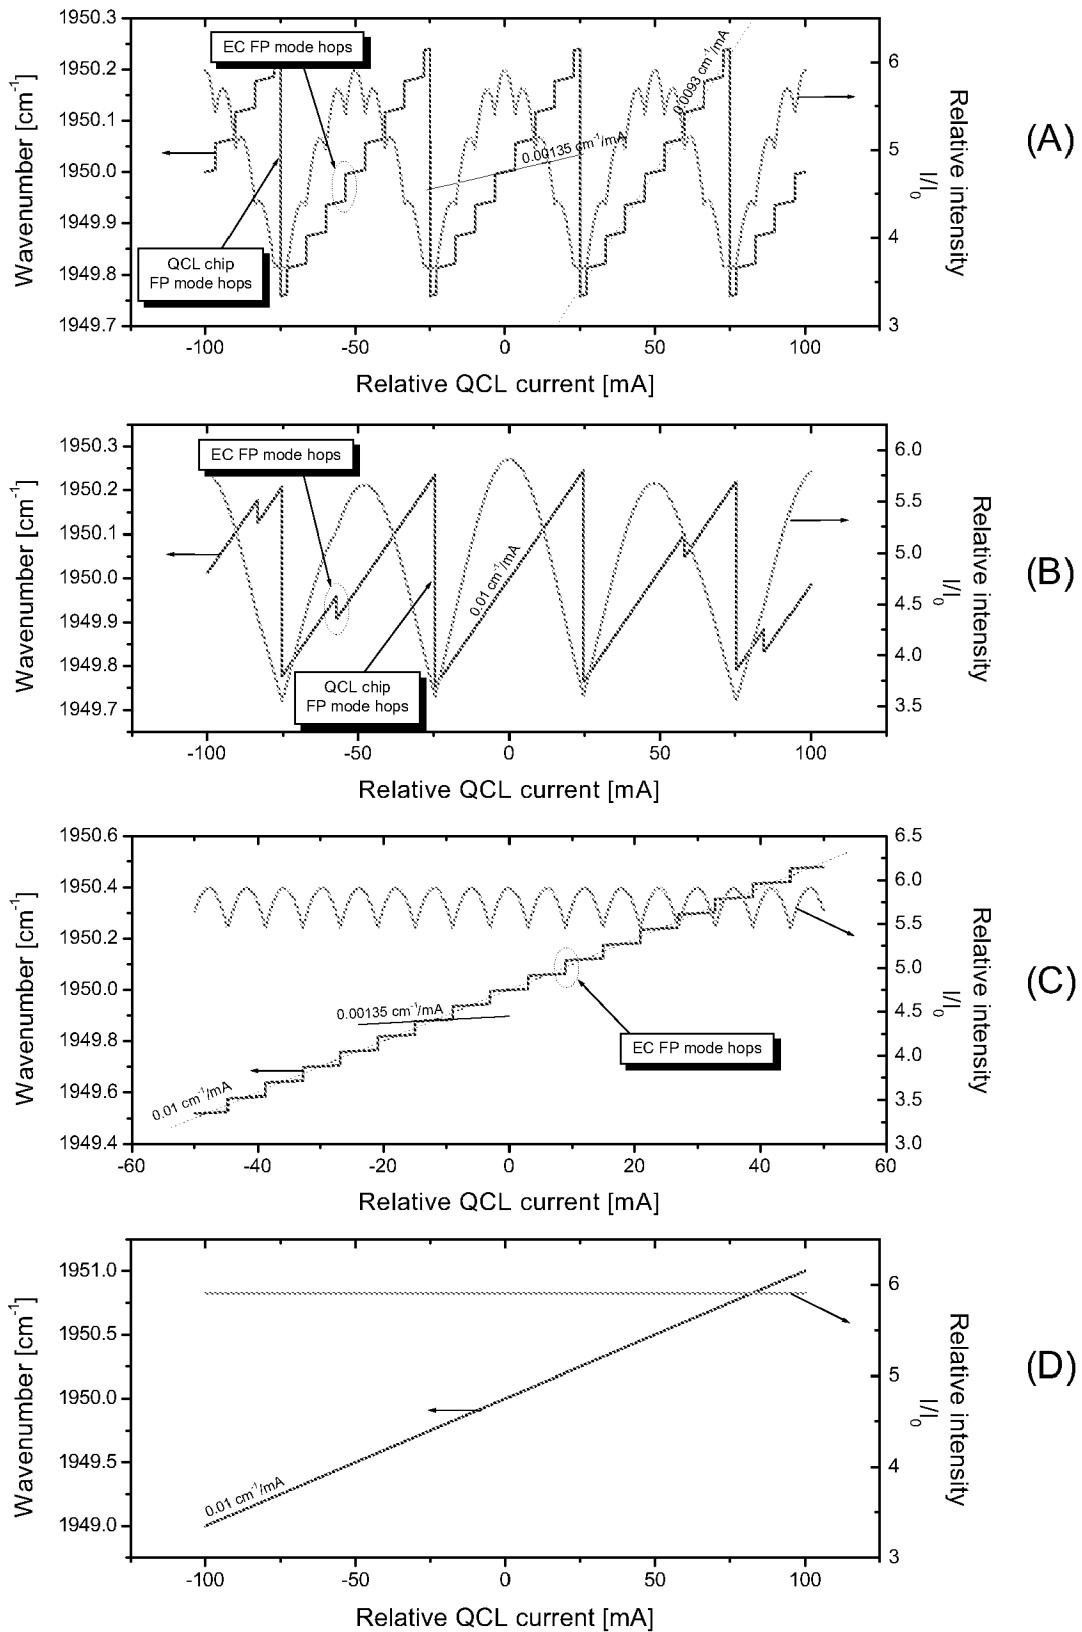 1950.3
1950.2
1950.1
1950.0
1949.9
1949.8
1949.7
Wavenumber [cm⁻¹]
EC FP mode hops
QCL chip
FP mode hops
0.00135 cm⁻¹/mA
0.0093 cm⁻¹/mA
6
5
4
3
Relative intensity
I/I₀
(A)
-100 -50 0 50 100
Relative QCL current [mA]
1950.3
1950.2
1950.1
1950.0
1949.9
1949.8
1949.7
Wavenumber [cm⁻¹]
EC FP mode hops
QCL chip
FP mode hops
0.01 cm⁻¹/mA
6.0
5.5
5.0
4.5
4.0
3.5
Relative intensity
I/I₀
(B)
-100 -50 0 50 100
Relative QCL current [mA]
1950.6
1950.4
1950.2
1950.0
1949.8
1949.6
1949.4
Wavenumber [cm⁻¹]
0.00135 cm⁻¹/mA
0.01 cm⁻¹/mA
EC FP mode hops
6.5
6.0
5.5
5.0
4.5
4.0
3.5
3.0
Relative intensity
I/I₀
(C)
-60 -40 -20 0 20 40 60
Relative QCL current [mA]
1951.0
1950.5
1950.0
1949.5
1949.0
Wavenumber [cm⁻¹]
0.01 cm⁻¹/mA
6
5
4
3
Relative intensity
I/I₀
(D)
-100 -50 0 50 100
Relative QCL current [mA]